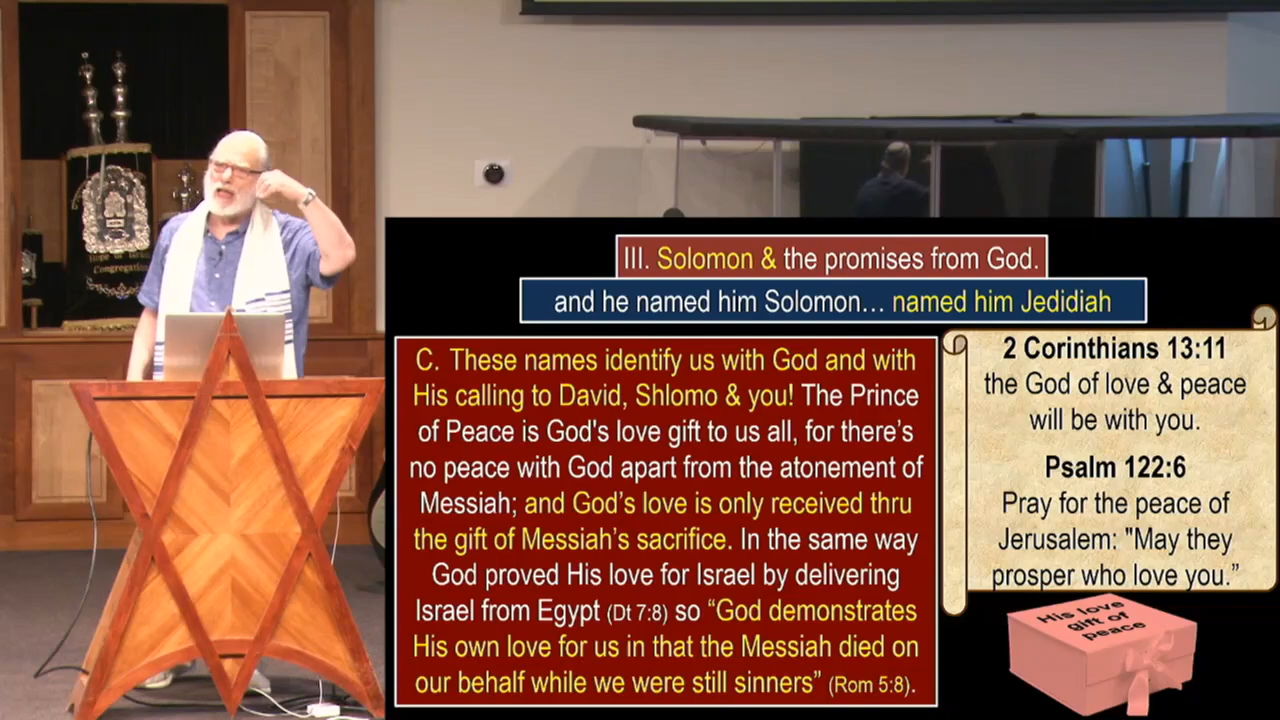 Hope of Israel
Congregation
III. Solomon & the promises from God.
and he named him Solomon… named him Jedidiah
C. These names identify us with God and with
His calling to David, Shlomo & you! The Prince
of Peace is God's love gift to us all, for there’s
no peace with God apart from the atonement of
Messiah; and God’s love is only received thru
the gift of Messiah’s sacrifice. In the same way
God proved His love for Israel by delivering
Israel from Egypt (Dt 7:8) so “God demonstrates
His own love for us in that the Messiah died on
our behalf while we were still sinners” (Rom 5:8).
2 Corinthians 13:11
the God of love & peace
will be with you.
Psalm 122:6
Pray for the peace of
Jerusalem: "May they
prosper who love you.”
His love
gift of
peace